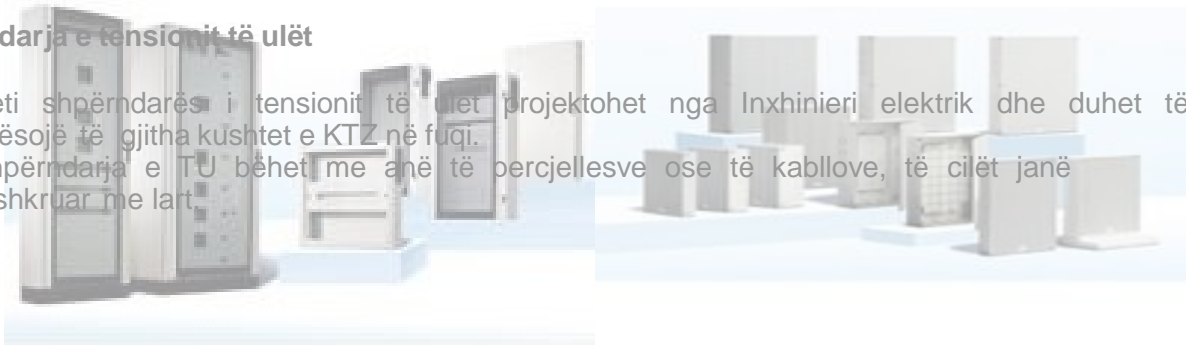 darja e tensionit të ulët
eti shpërndarës i tensionit të ulet projektohet nga Inxhinieri elektrik dhe duhet të
ësojë të gjitha kushtet e KTZ në fuqi.
npërndarja e TU bëhet me anë të percjellesve ose të kabllove, të cilët janë
shkruar me lart.